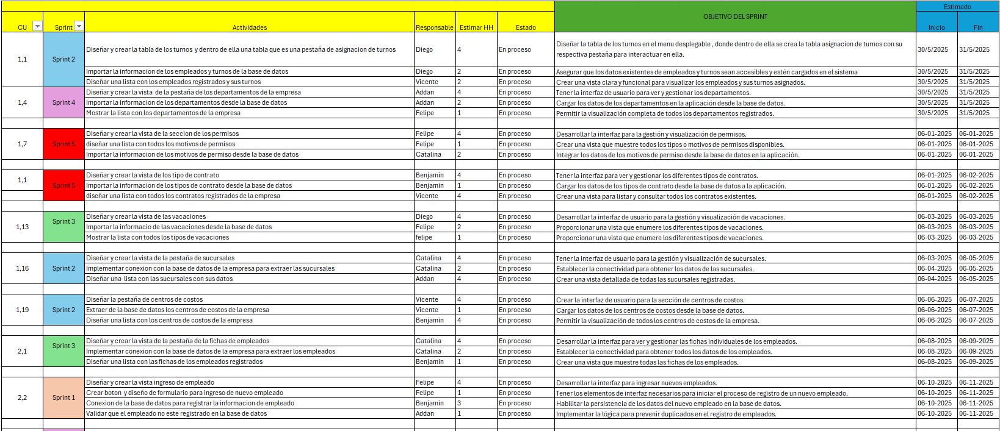 Estimado
OBJETIVO DEL SPRINT
CU Sprint Actividades Responsable Estimar HH Estado Inicio Fin
1,1 Sprint 2 Diseñar y crear la tabla de los turnos y dentro de ella una tabla que es una pestaña de asignacion de turnos Diego 4 En proceso Diseñar la tabla de los turnos en el menu desplegable , donde dentro de ella se crea la tabla asignacion de turnos con su 30/5/2025 31/5/2025
respectiva pestaña para interactuar en ella.
Importar la informacion de los empleados y turnos de la base de datos Diego 2 En proceso Asegurar que los datos existentes de empleados y turnos sean accesibles y estén cargados en el sistema 30/5/2025 31/5/2025
Diseñar una lista con los empleados registrados y sus turnos Vicente 2 En proceso Crear una vista clara y funcional para visualizar los empleados y sus turnos asignados. 30/5/2025 31/5/2025
Diseñar y crear la vista de la pestaña de los departamentos de la empresa Addan 4 En proceso Tener la interfaz de usuario para ver y gestionar los departamentos. 30/5/2025 31/5/2025
1,4 Sprint 4 Importar la informacion de los departamentos desde la base de datos Addan 2 En proceso Cargar los datos de los departamentos en la aplicación desde la base de datos. 30/5/2025 31/5/2025
Mostrar la lista con los departamentos de la empresa Felipe 1 En proceso Permitir la visualización completa de todos los departamentos registrados. 30/5/2025 31/5/2025
Diseñar y crear la vista de la seccion de los permisos Felipe 4 En proceso Desarrollar la interfaz para la gestión y visualización de permisos. 06-01-2025 06-01-2025
1,7 Sprint 5 diseñar una lista con todos los motivos de permisos Felipe 1 En proceso Crear una vista que muestre todos los tipos o motivos de permisos disponibles. 06-01-2025 06-01-2025
Importar la informacion de los motivos de permiso desde la base de datos Catalina 2 En proceso Integrar los datos de los motivos de permiso desde la base de datos en la aplicación. 06-01-2025 06-01-2025
1,1 Diseñar y crear la vista de los tipo de contrato Benjamin 4 En proceso Tener la interfaz para ver y gestionar los diferentes tipos de contratos. 06-01-2025 06-02-2025
Sprint 5 Importar la informacion de los tipos de contrato desde la base de datos Benjamin 1 En proceso Cargar los datos de los tipos de contrato desde la base de datos a la aplicación. 06-01-2025 06-02-2025
diseñar una lista con todos los contratos registrados de la empresa Vicente 4 En proceso Crear una vista para listar y consultar todos los contratos existentes. 06-01-2025 06-02-2025
Sprint 3 Diseñar y crear la vista de las vacaciones Diego 4 En proceso Desarrollar la interfaz de usuario para la gestión y visualización de vacaciones. 06-03-2025 06-03-2025
1,13 Importar la informacio de las vacaciones desde la base de datos Felipe 2 En proceso Proporcionar una vista que enumere los diferentes tipos de vacaciones. 06-03-2025 06-03-2025
Mostrar la lista con todos los tipos de vacaciones felipe 1 En proceso Proporcionar una vista que enumere los diferentes tipos de vacaciones. 06-03-2025 06-03-2025
Diseñar y crear la vista de la pestaña de sucursales Catalina 4 En proceso Tener la interfaz de usuario para la gestión y visualización de sucursales. 06-03-2025 06-05-2025
1,16 Sprint 2 Implementar conexion con la base de datos de la empresa para extraer las sucursales Catalina 2 En proceso Establecer la conectividad para obtener los datos de las sucursales. 06-04-2025 06-05-2025
Diseñar una lista con las sucursales con sus datos Addan 4 En proceso Crear una vista detallada de todas las sucursales registradas. 06-04-2025 06-05-2025
Diseñar la pestaña de centros de costos Vicente 4 En proceso Crear la interfaz de usuario para la sección de centros de costos. 06-06-2025 06-07-2025
1,19 Sprint 2 Extraer de la base de datos los centros de costos de la empresa Vicente 1 En proceso Cargar los datos de los centros de costos desde la base de datos. 06-06-2025 06-07-2025
Diseñar una lista con los centros de costos de la empresa Benjamin 4 En proceso Permitir la visualización de todos los centros de costos de la empresa. 06-06-2025 06-07-2025
Sprint 3 Diseñar y crear la vista de la pestaña de la fichas de empleados Catalina 4 En proceso Desarrollar la interfaz para ver y gestionar las fichas individuales de los empleados. 06-08-2025 06-09-2025
2,1 Implementar conexion con la base de datos de la empresa para extraer los empleados Catalina 2 En proceso Establecer la conectividad para obtener todos los datos de los empleados. 06-08-2025 06-09-2025
Diseñar una lista con las fichas de los empleados registrados Benjamin 1 En proceso Crear una vista que muestre todas las fichas de los empleados. 06-08-2025 06-09-2025
Diseñar y crear la vista ingreso de empleado Felipe 4 En proceso Desarrollar la interfaz para ingresar nuevos empleados. 06-10-2025 06-11-2025
2,2 Sprint 1 Crear boton y diseño de formulario para ingreso de nuevo empleado Felipe 1 En proceso Tener los elementos de interfaz necesarios para iniciar el proceso de registro de un nuevo empleado. 06-10-2025 06-11-2025
Conexion de la base de datos para registrar la informacion de empleado Benjamin 3 En proceso Habilitar la persistencia de los datos del nuevo empleado en la base de datos. 06-10-2025 06-11-2025
Validar que el empleado no este registrado en la base de datos Addan 1 En proceso Implementar la lógica para prevenir duplicados en el registro de empleados. 06-10-2025 06-11-2025